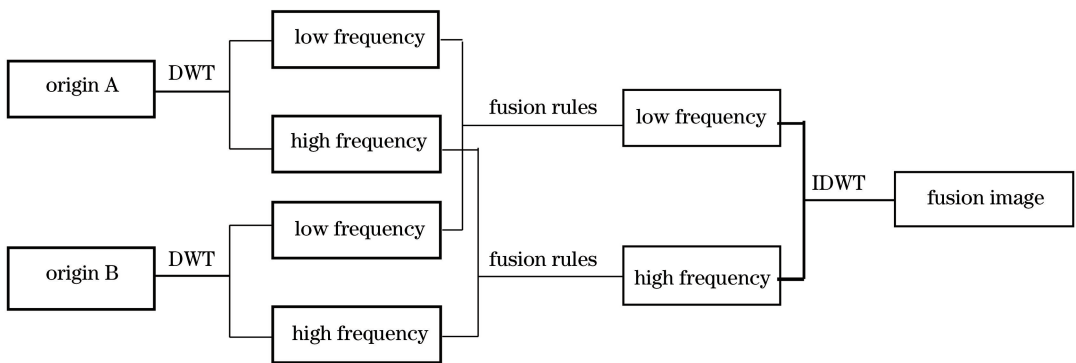 origin A
DWT
low frequency
high frequency
origin B
DWT
low frequency
high frequency
fusion rules
low frequency
fusion rules
high frequency
IDWT
fusion image